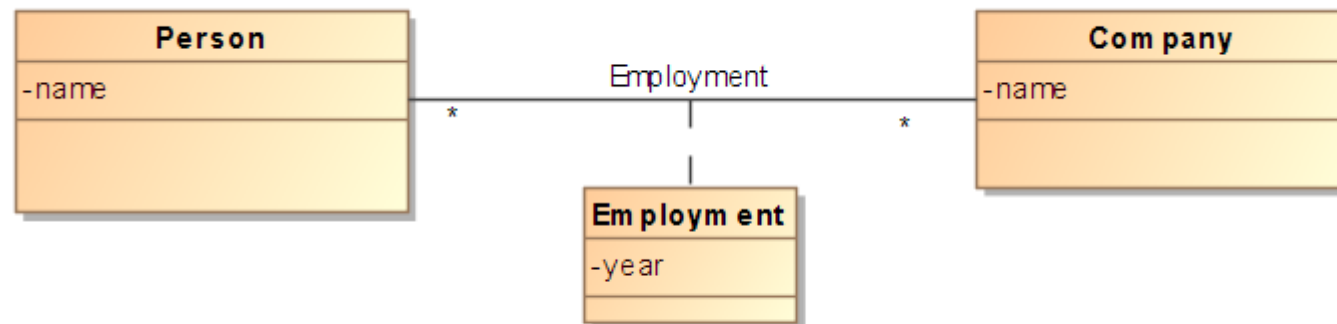 Person
-name
Employment
*
*
Company
-name
Employment
-year